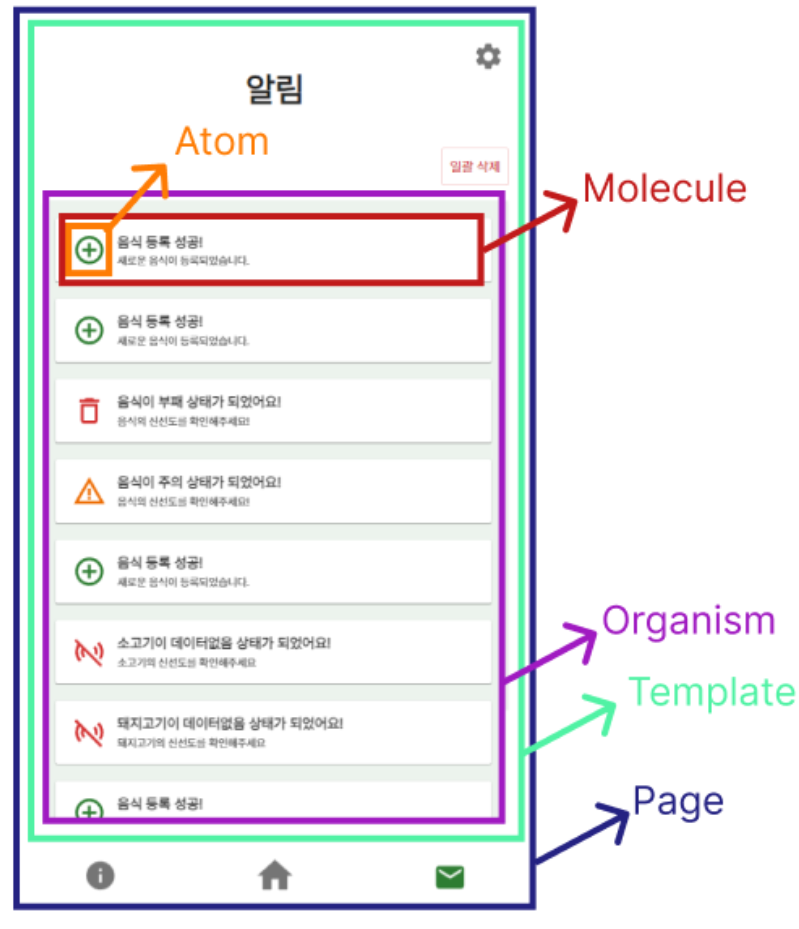 알림
Atom
일괄 삭제
Molecule
음식 등록 성공!
새로운 음식이 등록되었습니다.
음식 등록 성공!
새로운 음식이 등록되었습니다.
음식이 부패 상태가 되었어요!
음식의 신선도를 확인해주세요!
음식이 주의 상태가 되었어요!
음식의 신선도를 확인해주세요!
음식 등록 성공!
새로운 음식이 등록되었습니다.
Organism
소고기이 데이터없음 상태가 되었어요!
소고기의 신선도를 확인해주세요
Template
돼지고기이 데이터없음 상태가 되었어요!
돼지고기의 신선도를 확인해주세요
Page
음식 등록 성공!